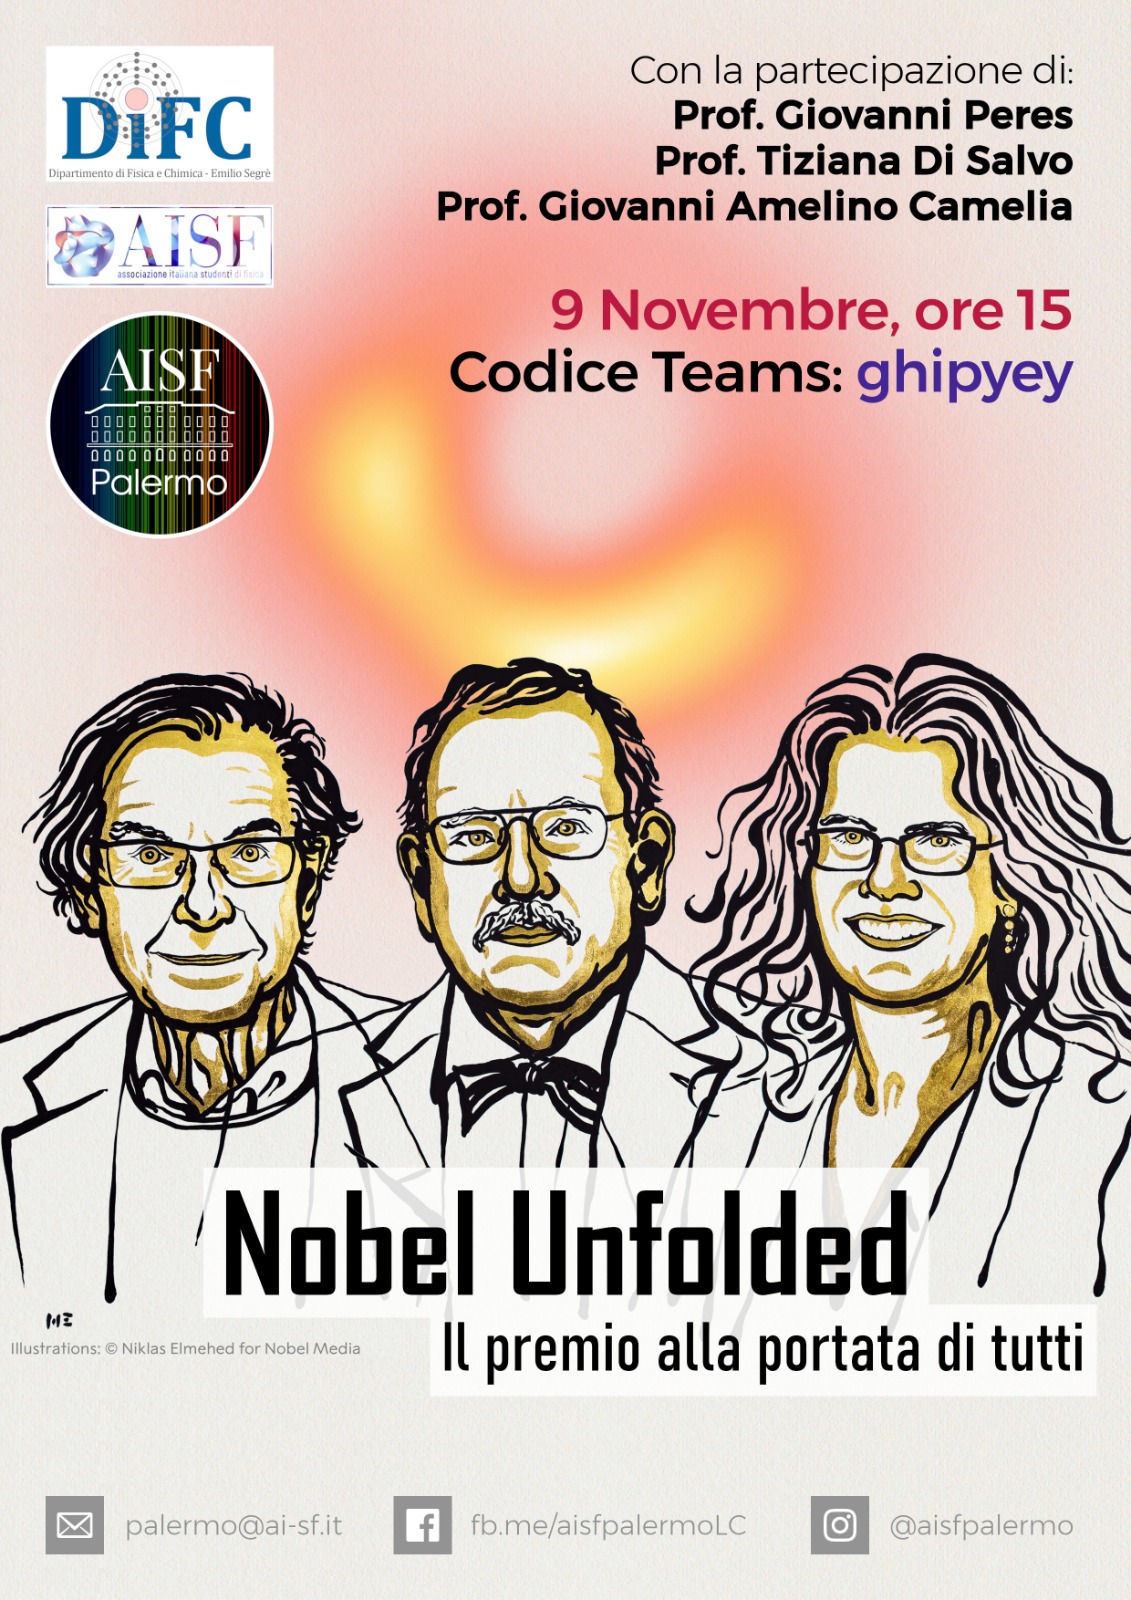 DiFC
Dipartimento di Fisica e Chimica - Emilio Segrè
AISF
associazione italiana studenti di fisica
AISF
Palermo
Con la partecipazione di:
Prof. Giovanni Peres
Prof. Tiziana Di Salvo
Prof. Giovanni Amelino Camelia
9 Novembre, ore 15
Codice Teams: ghipyey
Nobel Unfolded
Il premio alla portata di tutti
Illustrations: © Niklas Elmehed for Nobel Media
palermo@ai-sf.it
fb.me/aisfpalermoLC
@aisfpalermo